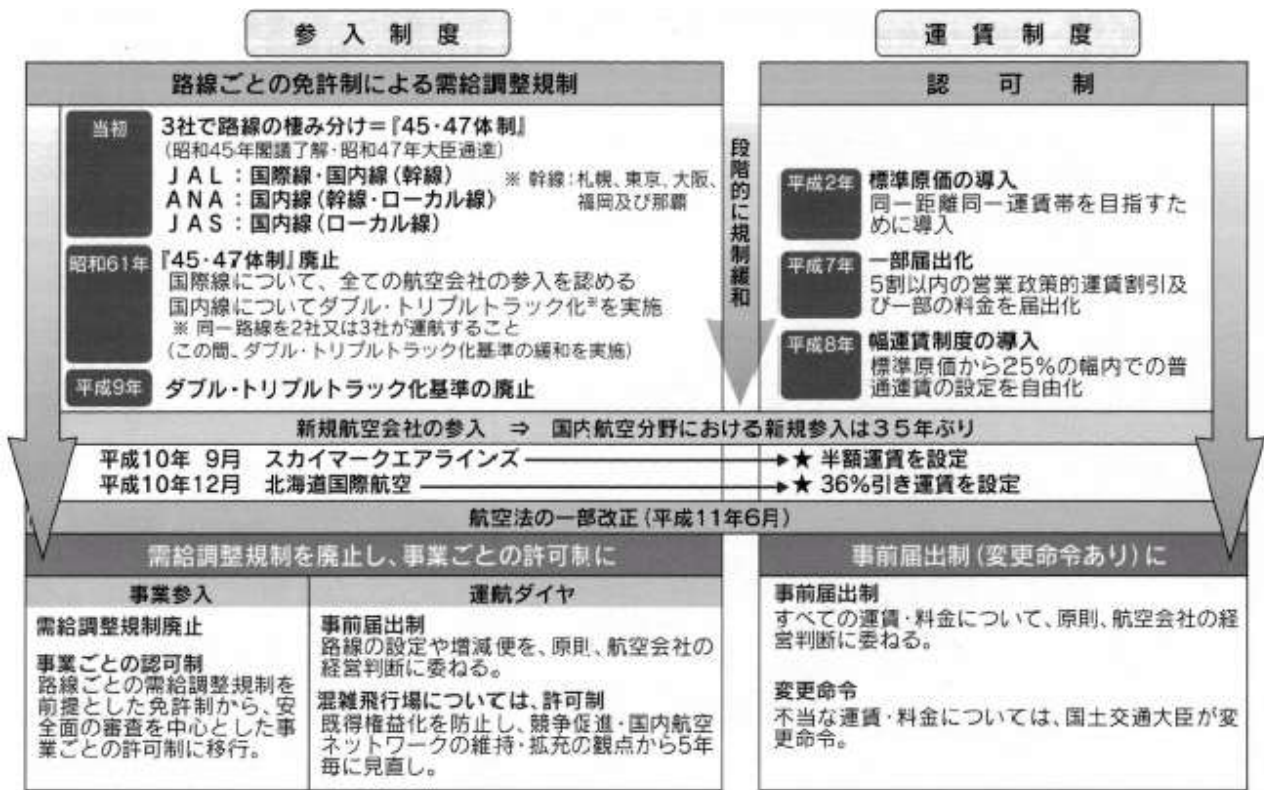 参入制度
路線ごとの免許制による需給調整規制
当初
3社で路線の棲み分け＝『45・47体制』
(昭和45年閣議了解・昭和47年大臣通達)
JAL：国際線・国内線(幹線)
ANA：国内線(幹線・ローカル線)
JAS：国内線(ローカル線)
※ 幹線：札幌、東京、大阪、
福岡及び那覇
昭和61年
『45・47体制』廃止
国際線について、全ての航空会社の参入を認める
国内線についてダブル・トリプルトラック化※を実施
※ 同一路線を2社又は3社が運航すること
(この間、ダブル・トリプルトラック化基準の緩和を実施)
平成9年
ダブル・トリプルトラック化基準の廃止
段階的に規制緩和
運賃制度
認可制
平成2年
標準原価の導入
同一距離同一運賃帯を目指すた
めに導入
平成7年
一部届出化
5割以内の営業政策的運賃割引及
び一部の料金を届出化
平成8年
幅運賃制度の導入
標準原価から25%の幅内での普
通運賃の設定を自由化
新規航空会社の参入 ⇒ 国内航空分野における新規参入は35年ぶり
平成10年 9月 スカイマークエアラインズ ★ 半額運賃を設定
平成10年12月 北海道国際航空 ★ 36%引き運賃を設定
航空法の一部改正(平成11年6月)
需給調整規制を廃止し、事業ごとの許可制に
事業参入
需給調整規制廃止
事業ごとの認可制
路線ごとの需給調整規制を
前提とした免許制から、安
全面の審査を中心とした事
業ごとの許可制に移行。
運航ダイヤ
事前届出制
路線の設定や増減便を、原則、航空会社の
経営判断に委ねる。
混雑飛行場については、許可制
既得権益化を防止し、競争促進・国内航空
ネットワークの維持・拡充の観点から5年
毎に見直し。
事前届出制(変更命令あり)に
事前届出制
すべての運賃・料金について、原則、航空会社の経
営判断に委ねる。
変更命令
不当な運賃・料金については、国土交通大臣が変
更命令。